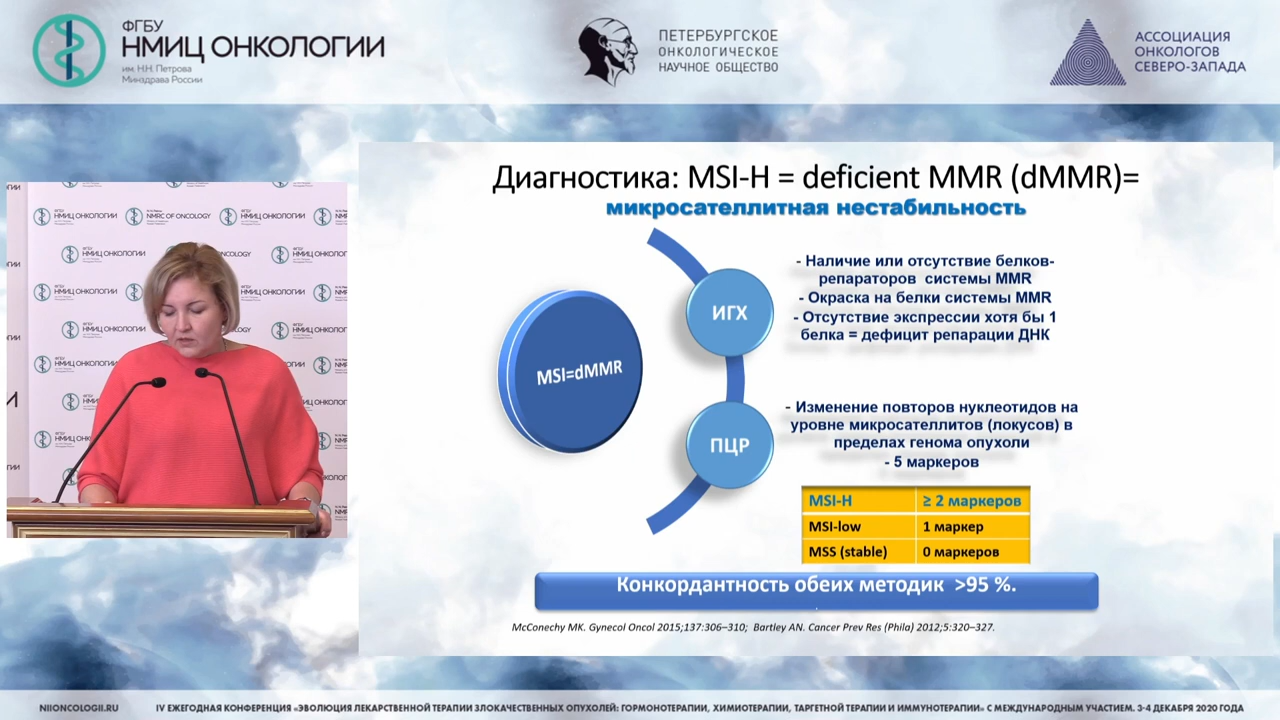 ФГБУ
НМИЦ ОНКОЛОГИИ
им. Н.Н. Петрова
Минздрава России
ПЕТЕРБУРГСКОЕ
ОНКОЛОГИЧЕСКОЕ
НАУЧНОЕ ОБЩЕСТВО
АССОЦИАЦИЯ
ОНКОЛОГОВ
СЕВЕРО-ЗАПАДА
НМИЦ ОНКОЛОГИИ
NMRC OF ONCOLOGY
НМИЦ ОНКОЛОГИИ
Диагностика: MSI-H = deficient MMR (dMMR)=
микросателлитная нестабильность
MSI=dMMR
ИГХ
- Наличие или отсутствие белков-
репараторов системы MMR
- Окраска на белки системы MMR
- Отсутствие экспрессии хотя бы 1
белка = дефицит репарации ДНК
ПЦР
- Изменение повторов нуклеотидов на
уровне микросателлитов (локусов) в
пределах генома опухоли
- 5 маркеров
MSI-H ≥ 2 маркеров
MSI-low 1 маркер
MSS (stable) 0 маркеров
Конкордантность обеих методик >95 %.
McConechy MK. Gynecol Oncol 2015;137:306–310; Bartley AN. Cancer Prev Res (Phila) 2012;5:320–327.
NIIONCOLOGII.RU
IV ЕЖЕГОДНАЯ КОНФЕРЕНЦИЯ «ЭВОЛЮЦИЯ ЛЕКАРСТВЕННОЙ ТЕРАПИИ ЗЛОКАЧЕСТВЕННЫХ ОПУХОЛЕЙ: ГОРМОНОТЕРАПИИ, ХИМИОТЕРАПИИ, ТАРГЕТНОЙ ТЕРАПИИ И ИММУНОТЕРАПИИ» С МЕЖДУНАРОДНЫМ УЧАСТИЕМ. 3-4 ДЕКАБРЯ 2020 ГОДА